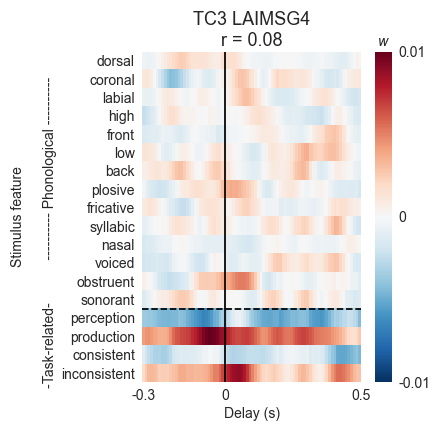 TC3 LAIMSG4
r = 0.08
w
dorsal
coronal
labial
high
front
low
back
plosive
fricative
syllabic
nasal
voiced
obstruent
sonorant
perception
production
consistent
inconsistent
Stimulus feature
---------- Phonological ----------
-Task-related-
0.01
0
-0.01
-0.3
0
0.5
Delay (s)